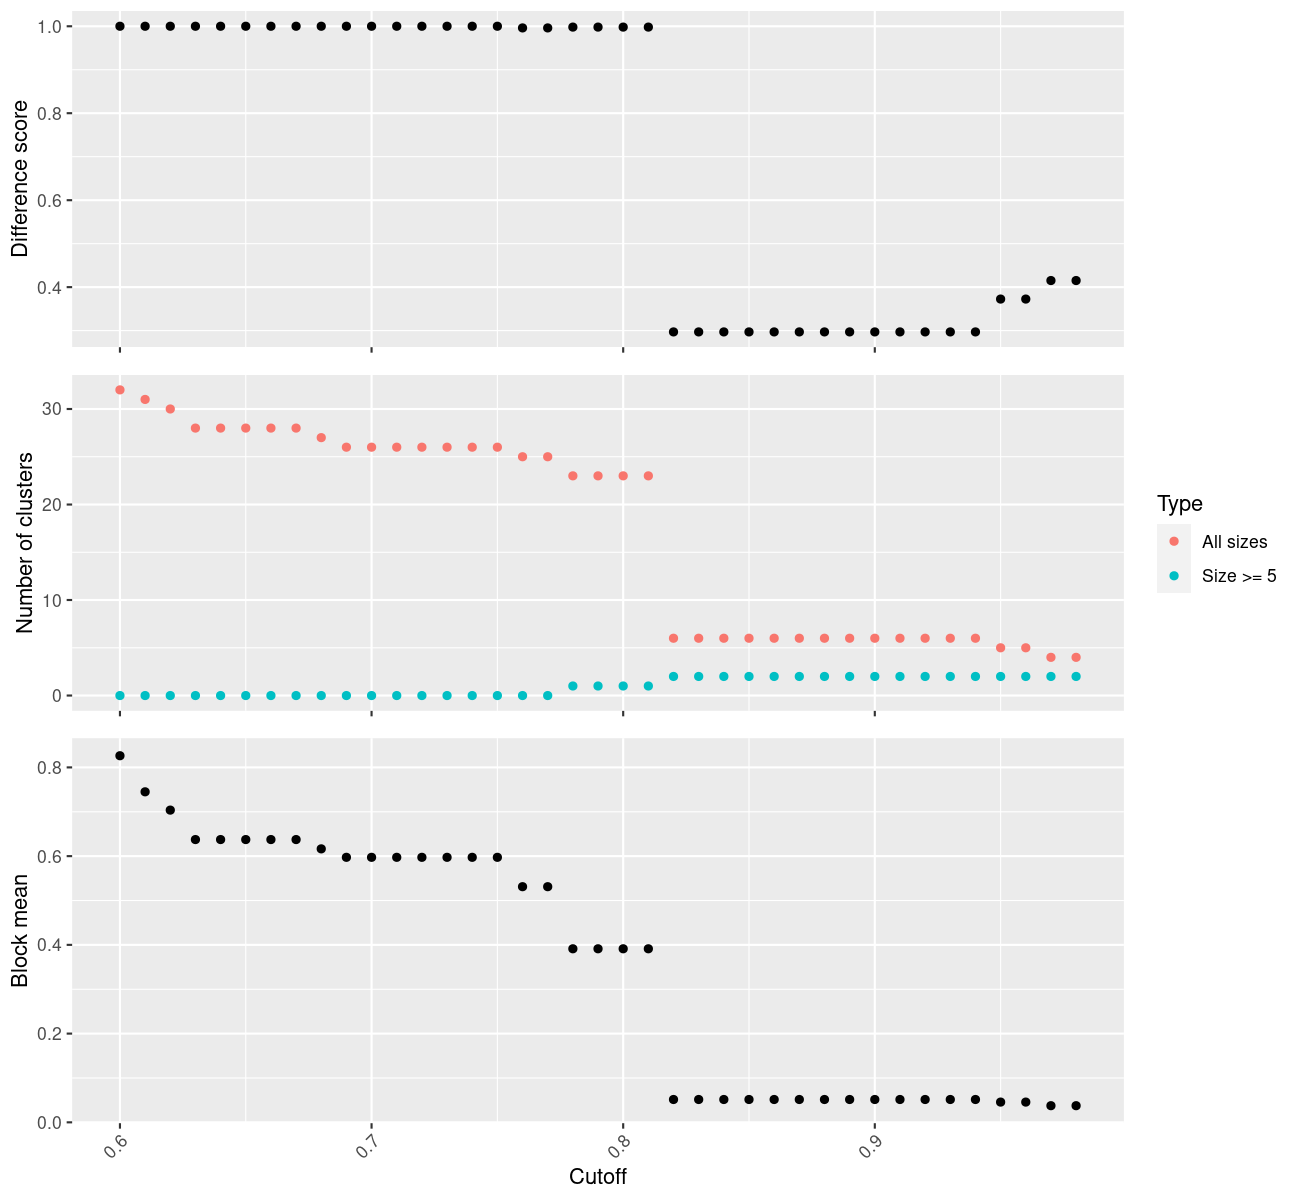 Difference score
1.0
0.8
0.6
0.4
Number of clusters
30
20
10
0
Type
All sizes
Size >= 5
Block mean
0.8
0.6
0.4
0.2
0.0
0.6
0.7
0.8
0.9
Cutoff